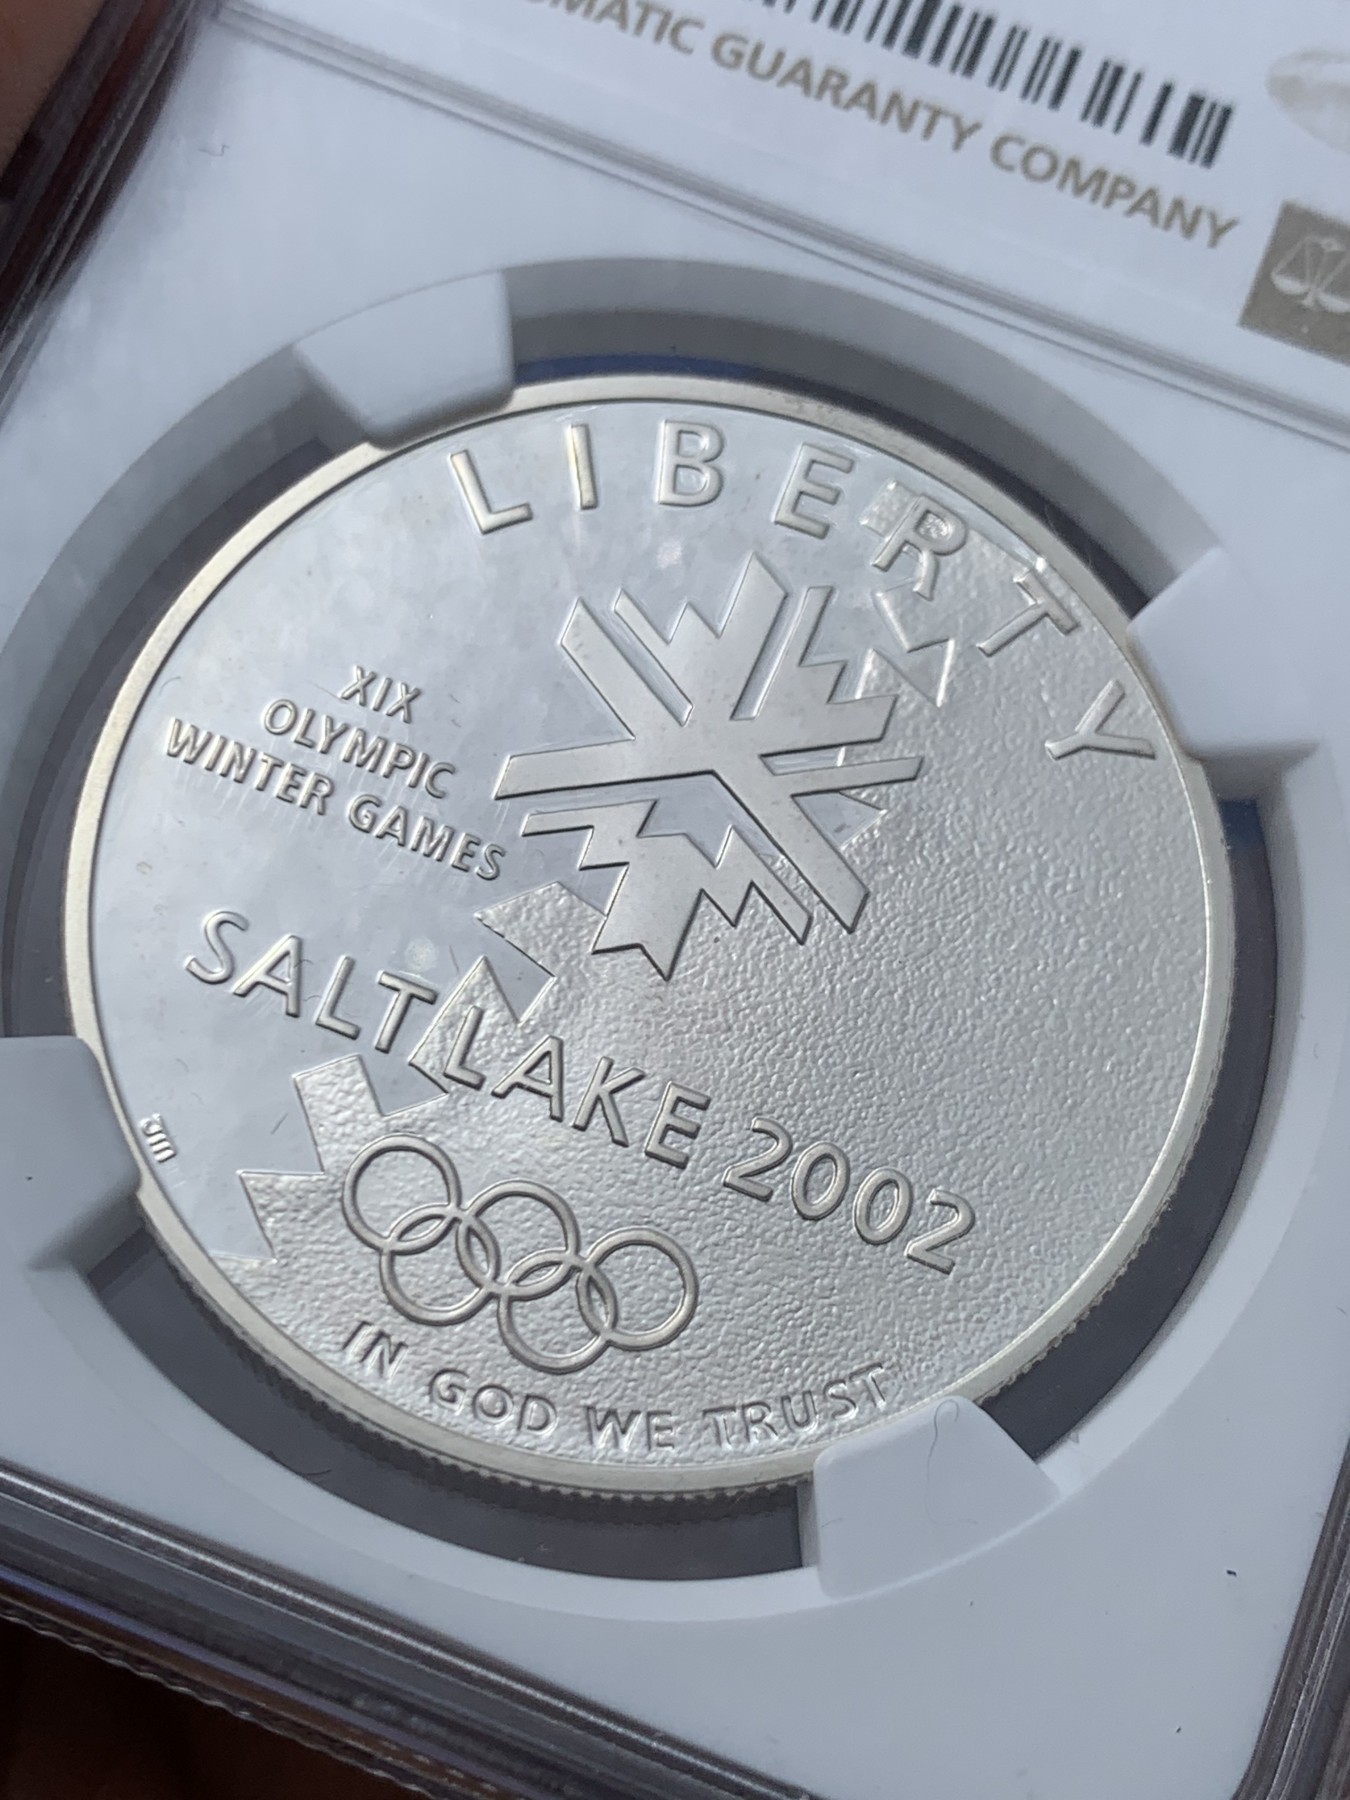 MATIC GUARANTY COMPANY
LIBERTY
XIX
OLYMPIC
WINTER GAMES
SALT LAKE 2002
IN GOD WE TRUST